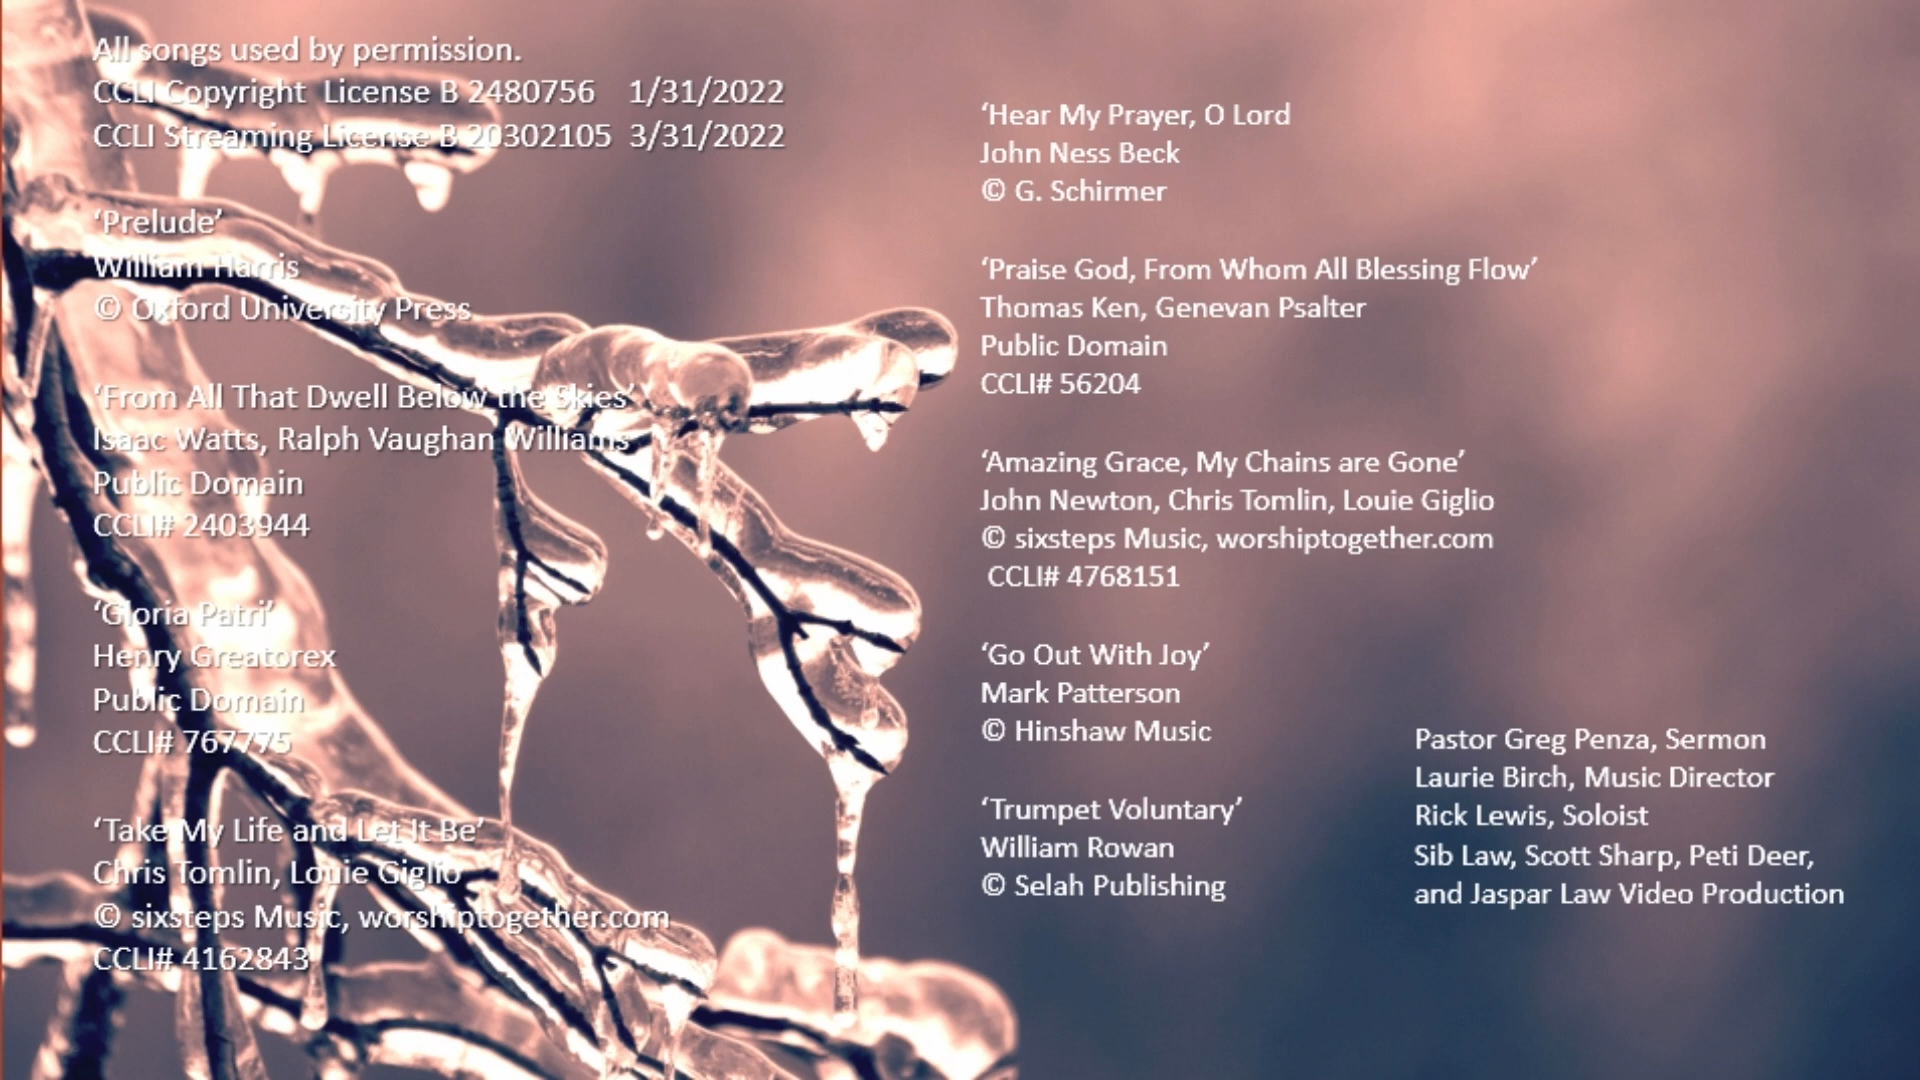 All songs used by permission.
CCLI Copyright License B 2480756 1/31/2022
CCLI Streaming License B 20302105 3/31/2022
‘Prelude’
William Harris
© Oxford University Press
‘From All That Dwell Below the Skies’
Isaac Watts, Ralph Vaughan Williams
Public Domain
CCLI# 2403944
‘Gloria Patri’
Henry Greatorex
Public Domain
CCLI# 767775
‘Take My Life and Let It Be’
Chris Tomlin, Louie Giglio
© sixsteps Music, worshiptogether.com
CCLI# 4162843
‘Hear My Prayer, O Lord
John Ness Beck
© G. Schirmer
‘Praise God, From Whom All Blessing Flow’
Thomas Ken, Genevan Psalter
Public Domain
CCLI# 56204
‘Amazing Grace, My Chains are Gone’
John Newton, Chris Tomlin, Louie Giglio
© sixsteps Music, worshiptogether.com
CCLI# 4768151
‘Go Out With Joy’
Mark Patterson
© Hinshaw Music
‘Trumpet Voluntary’
William Rowan
© Selah Publishing
Pastor Greg Penza, Sermon
Laurie Birch, Music Director
Rick Lewis, Soloist
Sib Law, Scott Sharp, Peti Deer,
and Jaspar Law Video Production